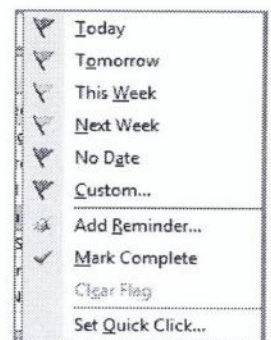 Today
Tomorrow
This Week
Next Week
No Date
Custom...
Add Reminder...
Mark Complete
Clear Flag
Set Quick Click...